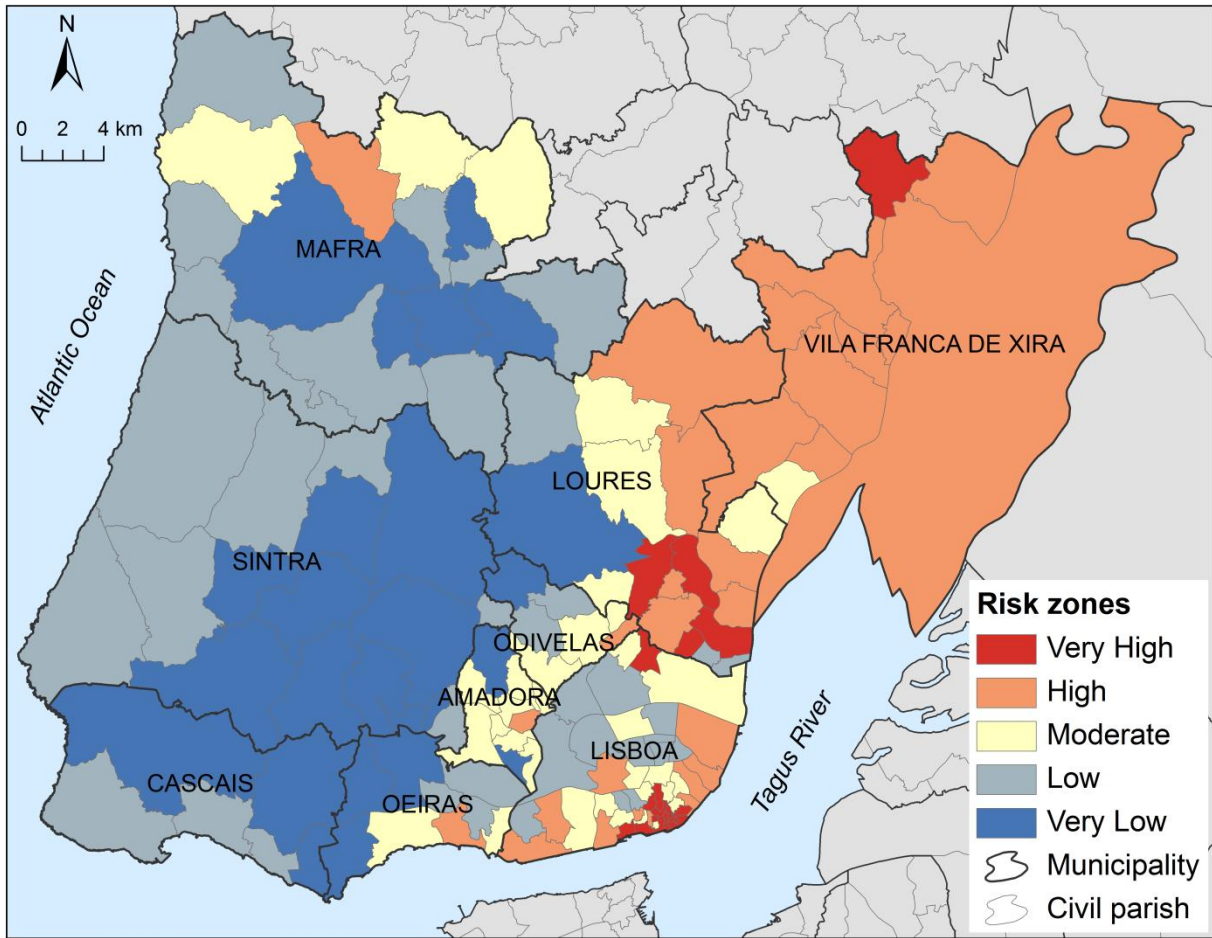 N
0 2 4 km
Atlantic Ocean
MAFRA
VILA FRANCA DE XIRA
LOURES
SINTRA
ODIVELAS
AMADORA
LISBOA
CASCAIS
OEIRAS
Tagus River
Risk zones
Very High
High
Moderate
Low
Very Low
Municipality
Civil parish